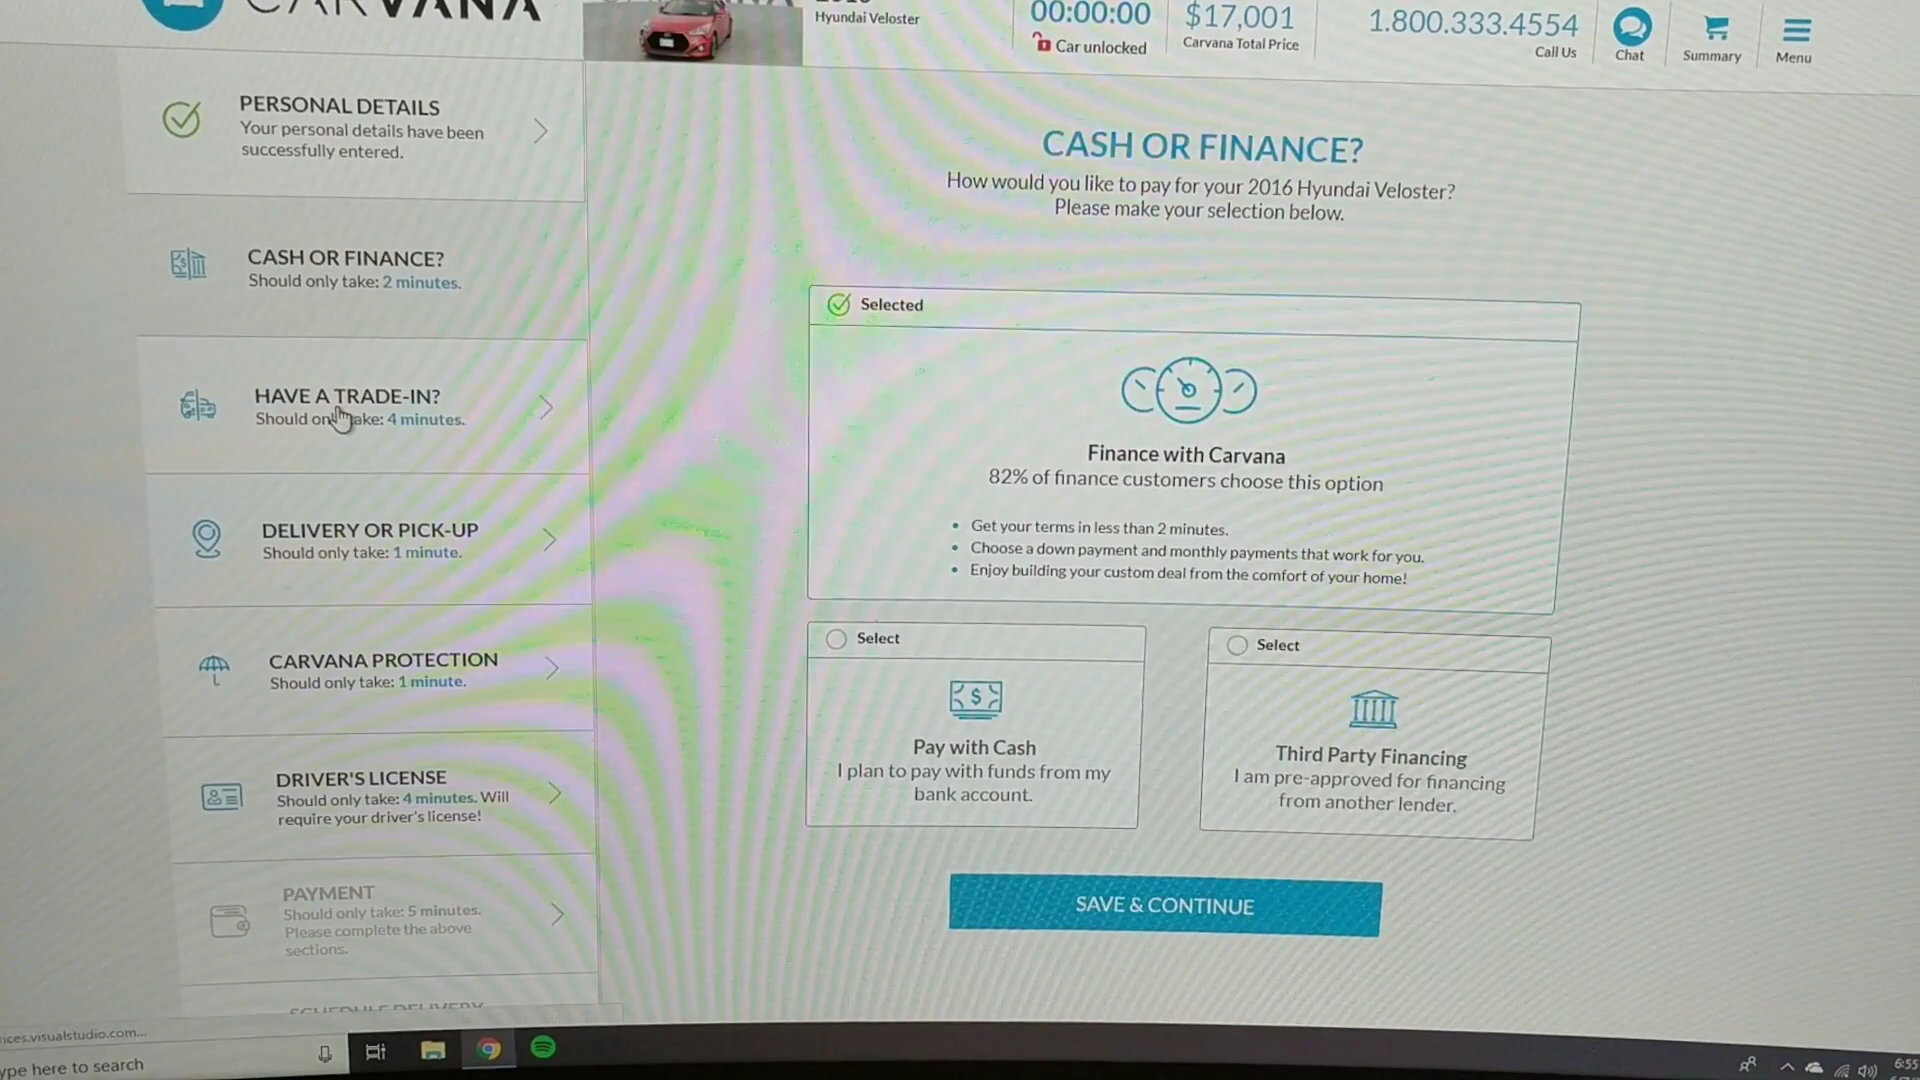 CARVANA
Hyundai Veloster
00:00:00
Car unlocked
$17,001
Carvana Total Price
1.800.333.4554
Call Us
Chat
Summary
Menu
PERSONAL DETAILS
Your personal details have been
successfully entered.
CASH OR FINANCE?
Should only take: 2 minutes.
HAVE A TRADE-IN?
Should only take: 4 minutes.
DELIVERY OR PICK-UP
Should only take: 1 minute.
CARVANA PROTECTION
Should only take: 1 minute.
DRIVER'S LICENSE
Should only take: 4 minutes. Will
require your driver's license!
PAYMENT
Should only take: 5 minutes.
Please complete the above
sections.
SCHEDULE DELIVERY
CASH OR FINANCE?
How would you like to pay for your 2016 Hyundai Veloster?
Please make your selection below.
Selected
Finance with Carvana
82% of finance customers choose this option
• Get your terms in less than 2 minutes.
• Choose a down payment and monthly payments that work for you.
• Enjoy building your custom deal from the comfort of your home!
Select
Pay with Cash
I plan to pay with funds from my
bank account.
Select
Third Party Financing
I am pre-approved for financing
from another lender.
SAVE & CONTINUE
ices.visualstudio.com...
ype here to search
6:55